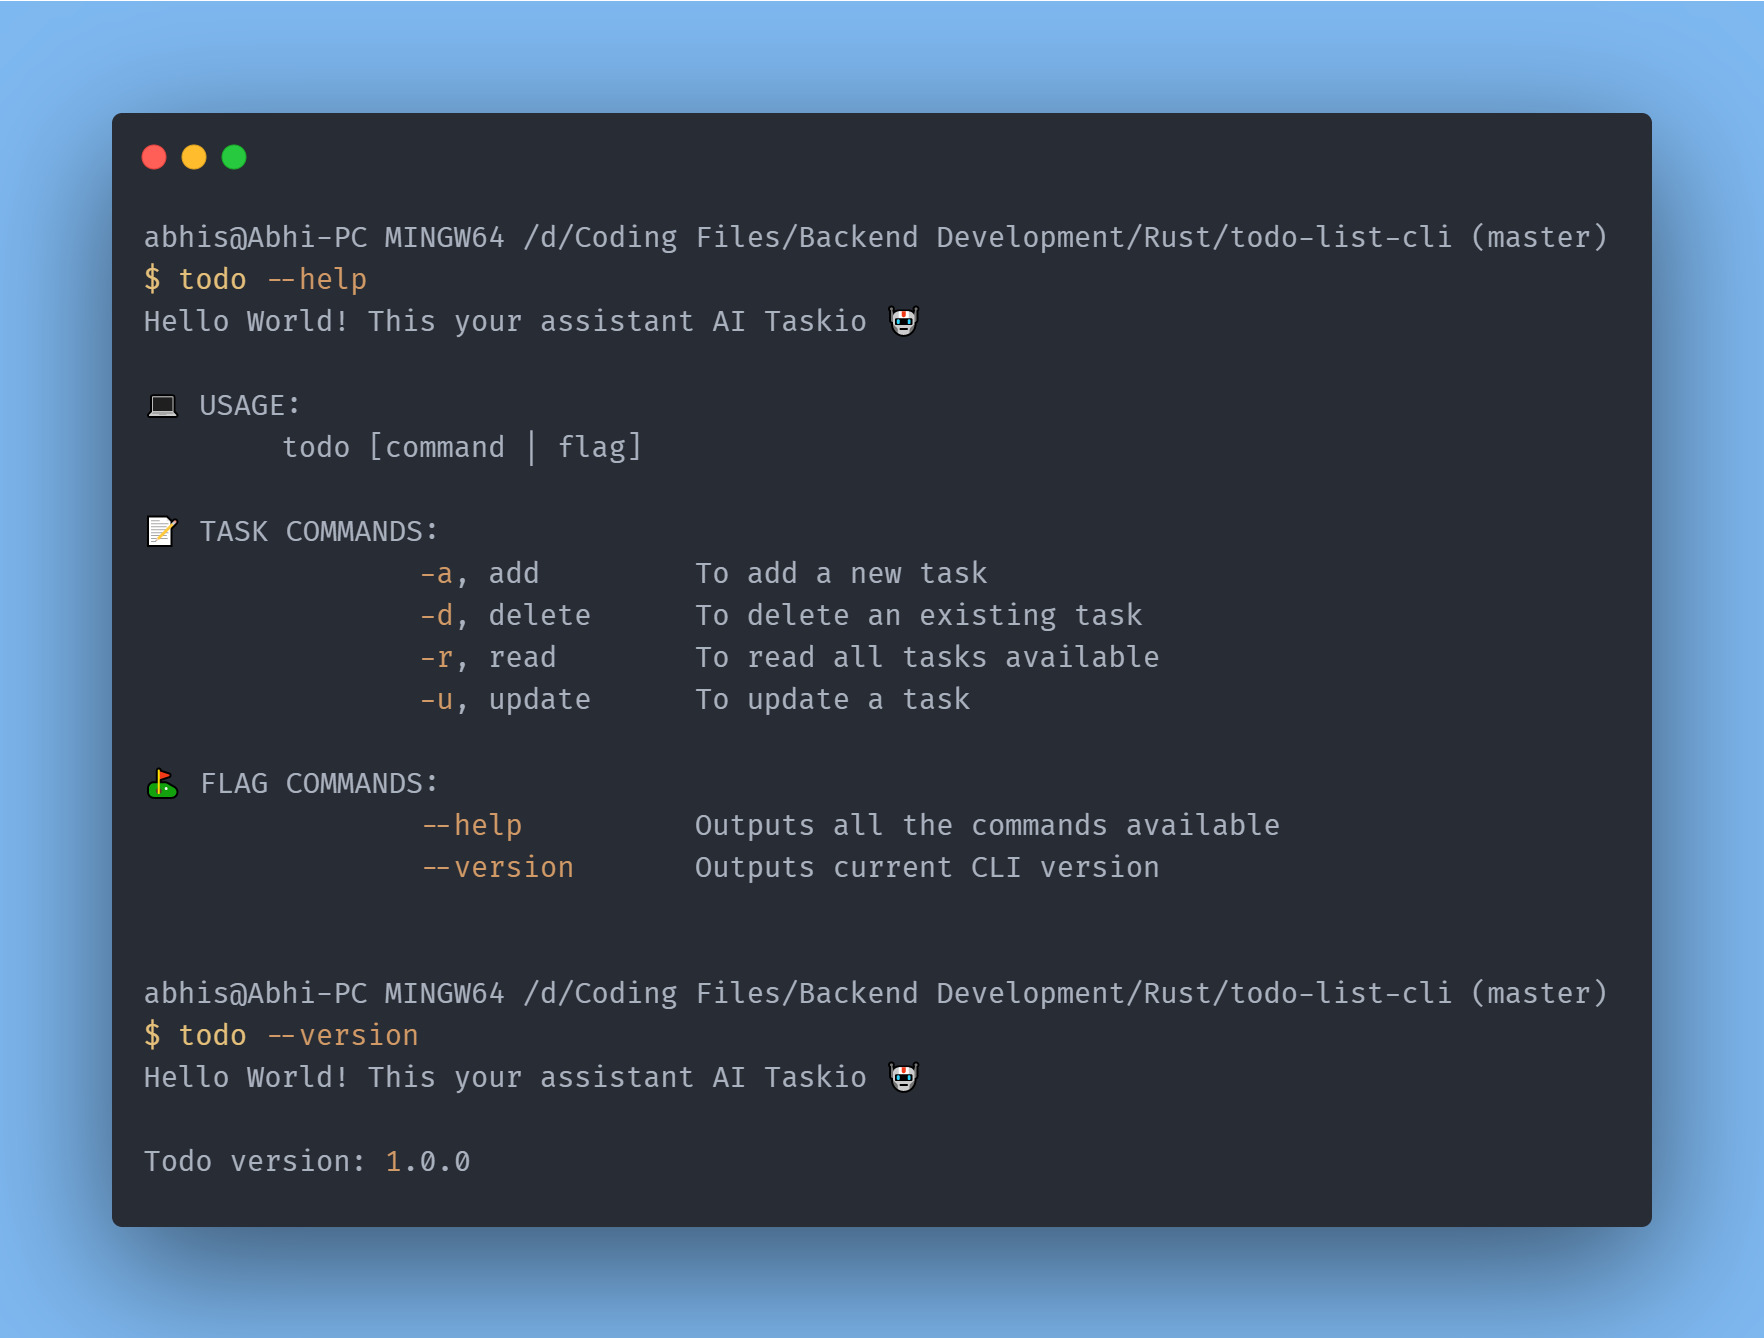 abhis@Abhi-PC MINGW64 /d/Coding Files/Backend Development/Rust/todo-list-cli (master)
$ todo --help
Hello World! This your assistant AI Taskio 🤖
💻 USAGE:
todo [command | flag]
📝 TASK COMMANDS:
-a, add To add a new task
-d, delete To delete an existing task
-r, read To read all tasks available
-u, update To update a task
⛳ FLAG COMMANDS:
--help Outputs all the commands available
--version Outputs current CLI version
abhis@Abhi-PC MINGW64 /d/Coding Files/Backend Development/Rust/todo-list-cli (master)
$ todo --version
Hello World! This your assistant AI Taskio 🤖
Todo version: 1.0.0